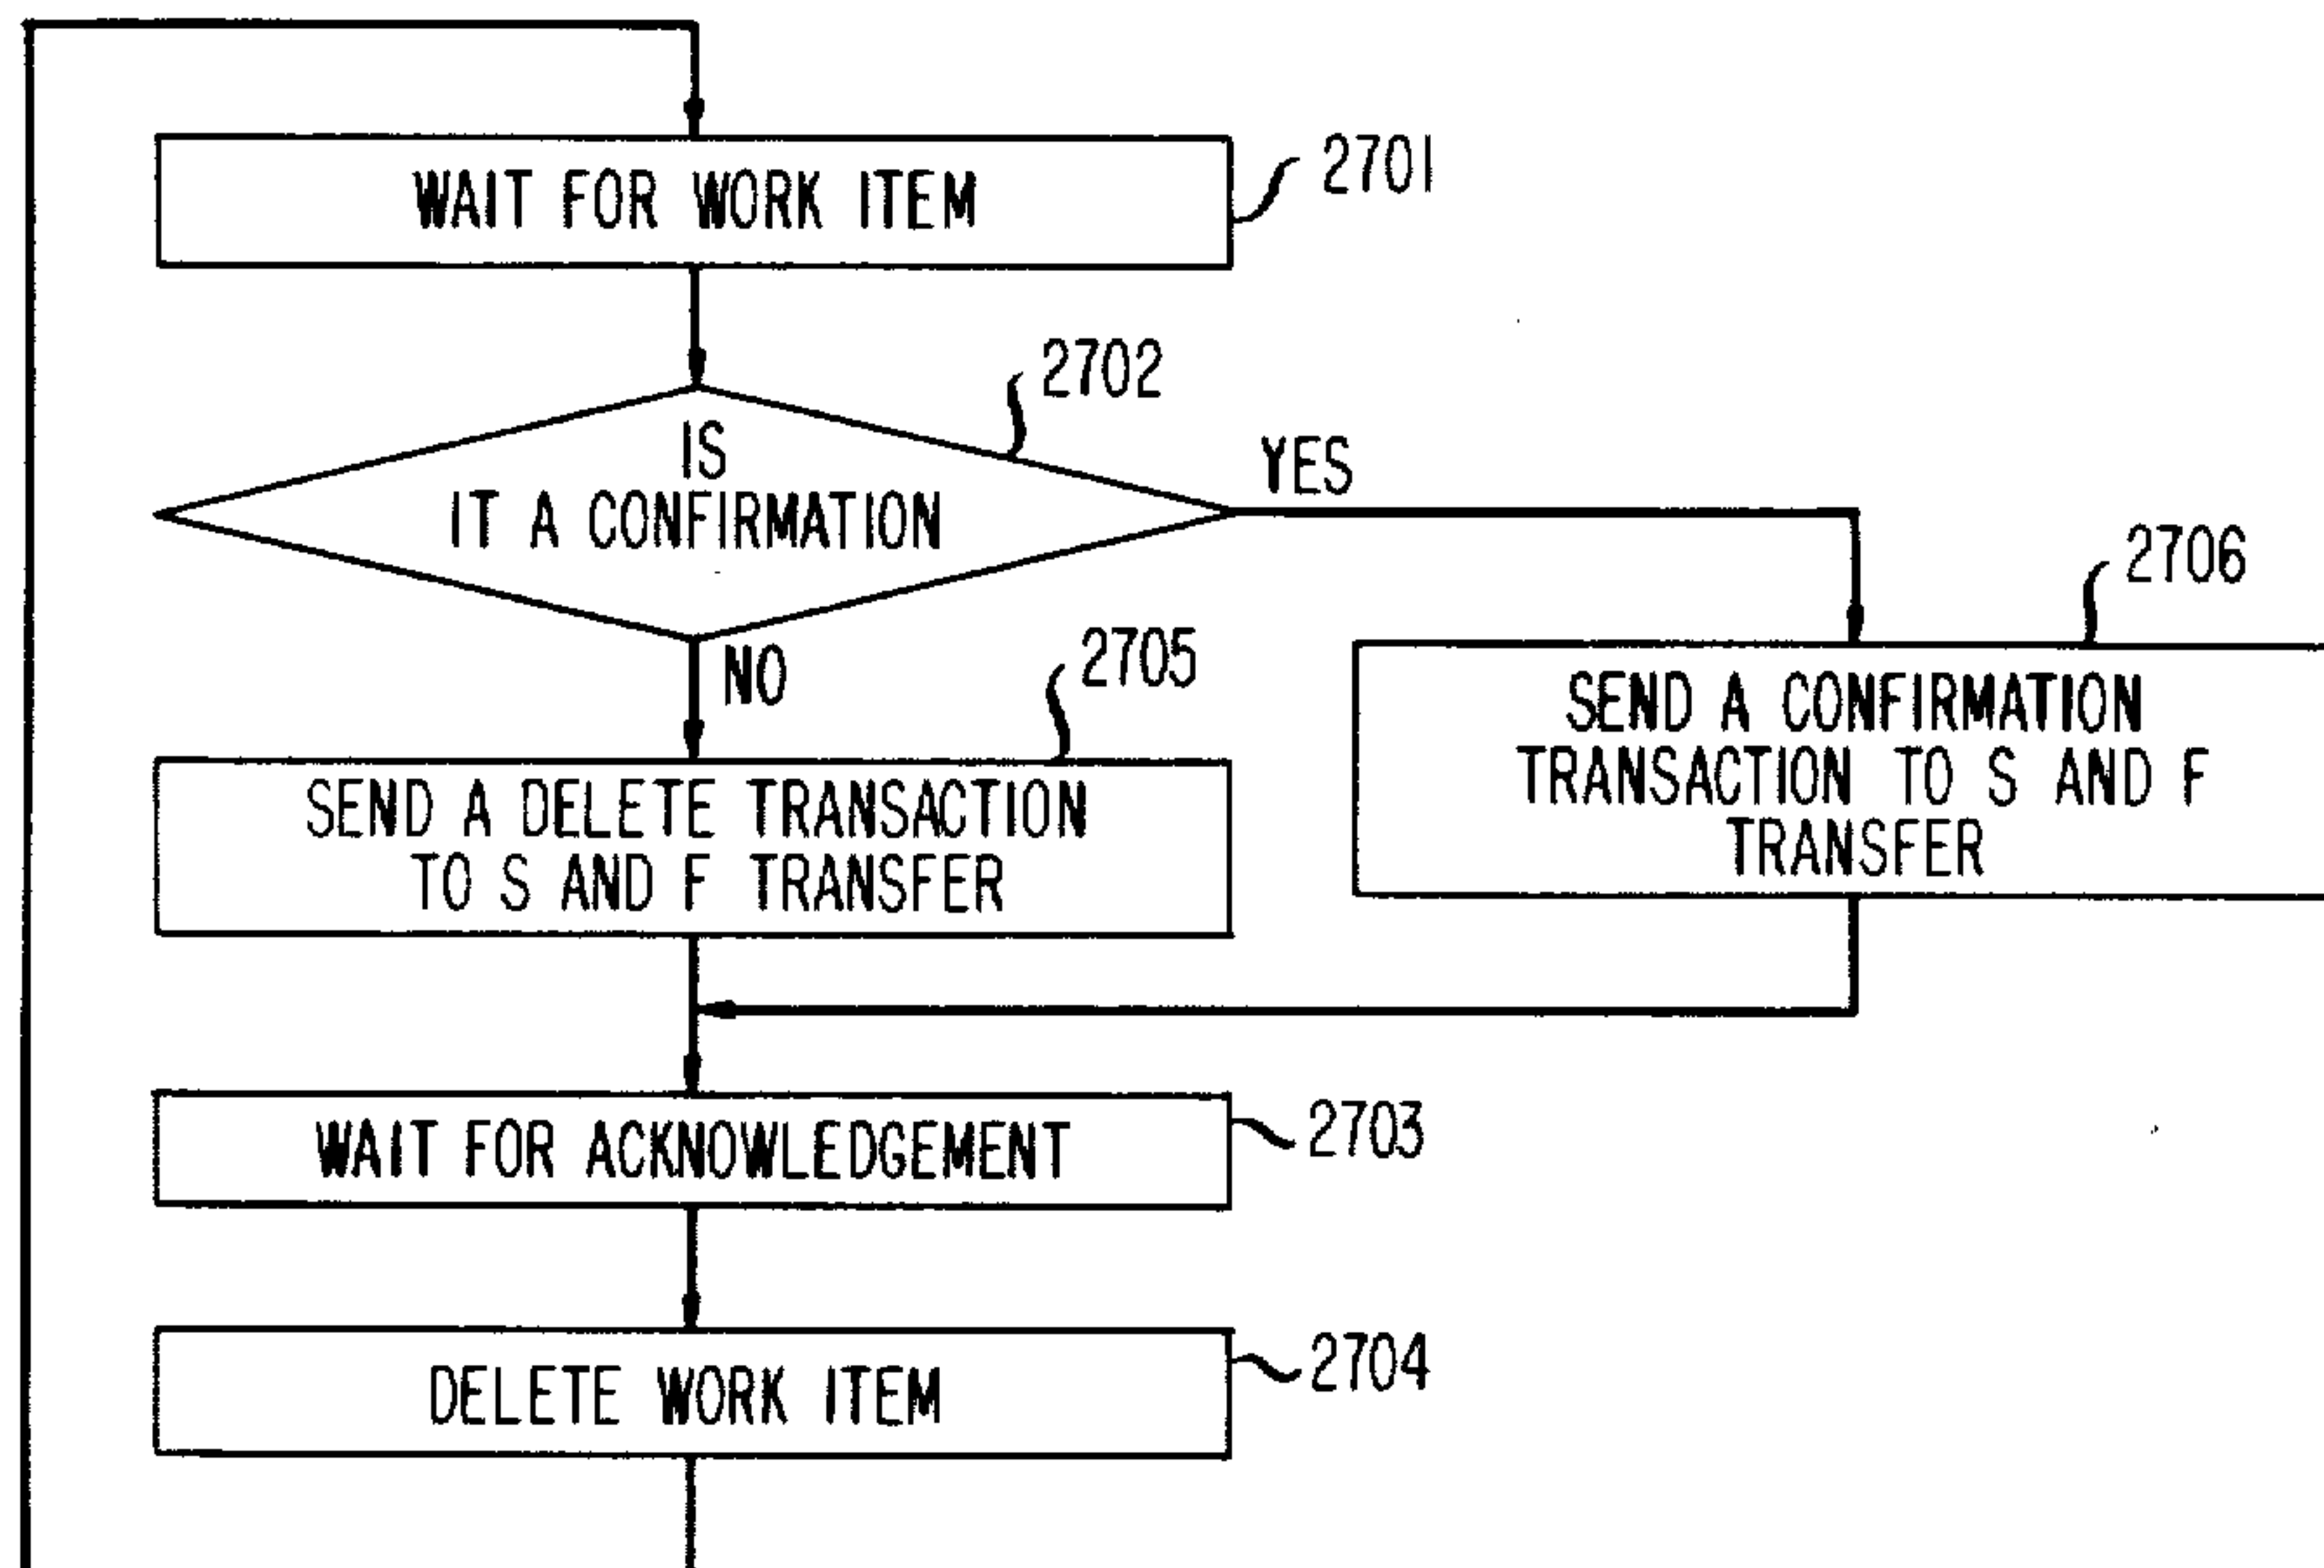 WAIT FOR WORK ITEM
2701
2702
IS
IT A CONFIRMATION
YES
NO
2705
SEND A DELETE TRANSACTION
TO S AND F TRANSFER
2706
SEND A CONFIRMATION
TRANSACTION TO S AND F
TRANSFER
WAIT FOR ACKNOWLEDGEMENT
2703
DELETE WORK ITEM
2704